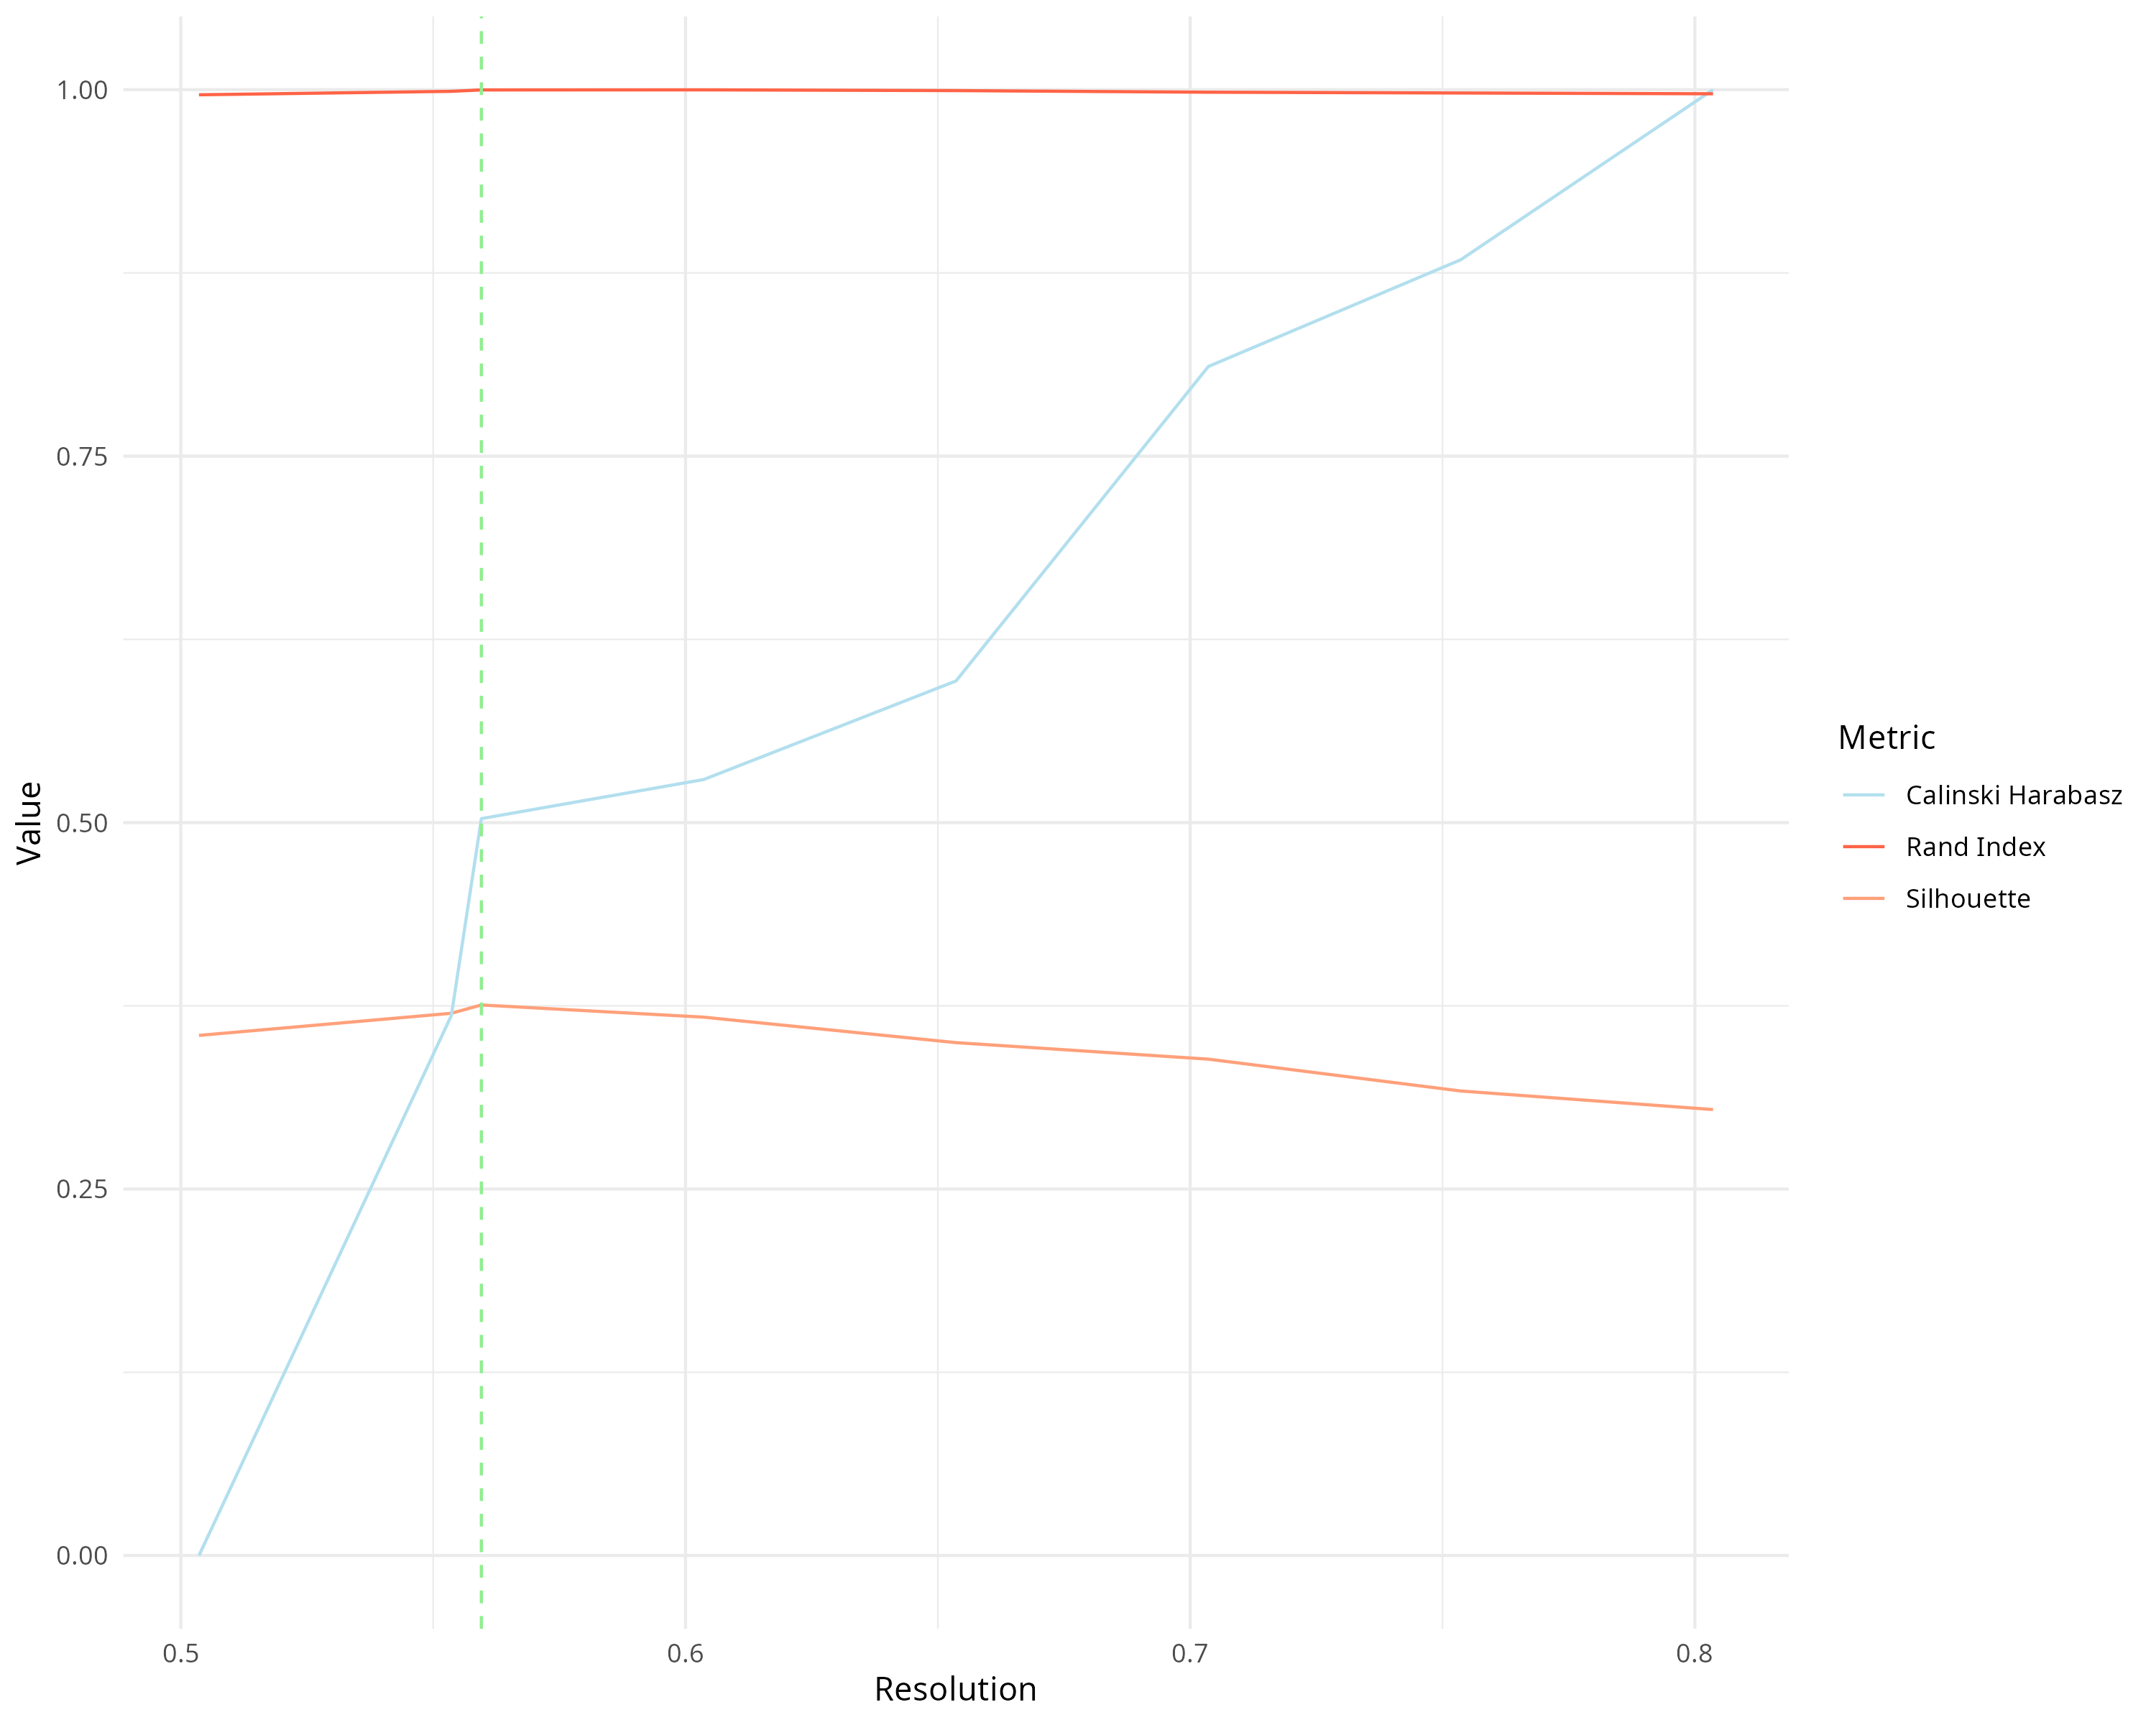 1.00
0.75
0.50
0.25
0.00
Value
0.5
0.6
0.7
0.8
Resolution
Metric
Calinski Harabasz
Rand Index
Silhouette